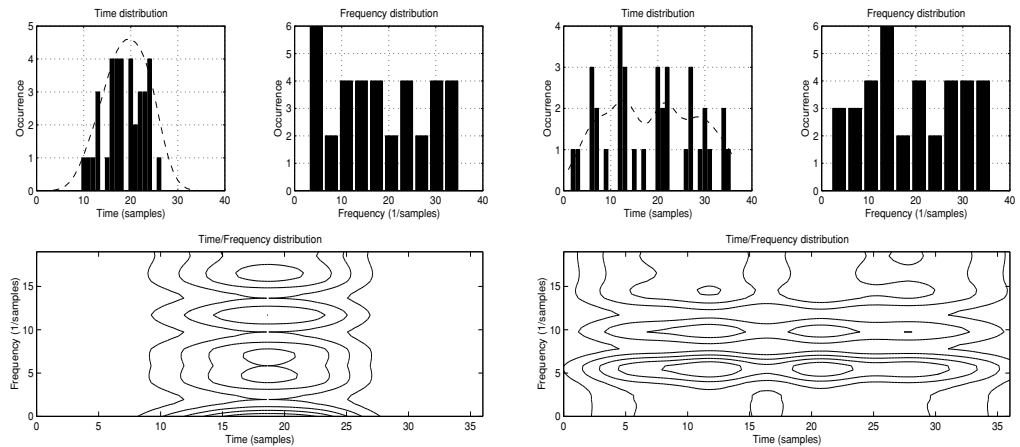 Time distribution
Occurrence
5
4
3
2
1
0
0 10 20 30 40
Time (samples)
Frequency distribution
Occurrence
6
5
4
3
2
1
0
0 10 20 30 40
Frequency (1/samples)
Time distribution
Occurrence
4
3
2
1
0
0 10 20 30 40
Time (samples)
Frequency distribution
Occurrence
6
5
4
3
2
1
0
0 10 20 30 40
Frequency (1/samples)
Time/Frequency distribution
Frequency (1/samples)
15
10
5
0
0 5 10 15 20 25 30 35
Time (samples)
Time/Frequency distribution
Frequency (1/samples)
15
10
5
0
0 5 10 15 20 25 30 35
Time (samples)